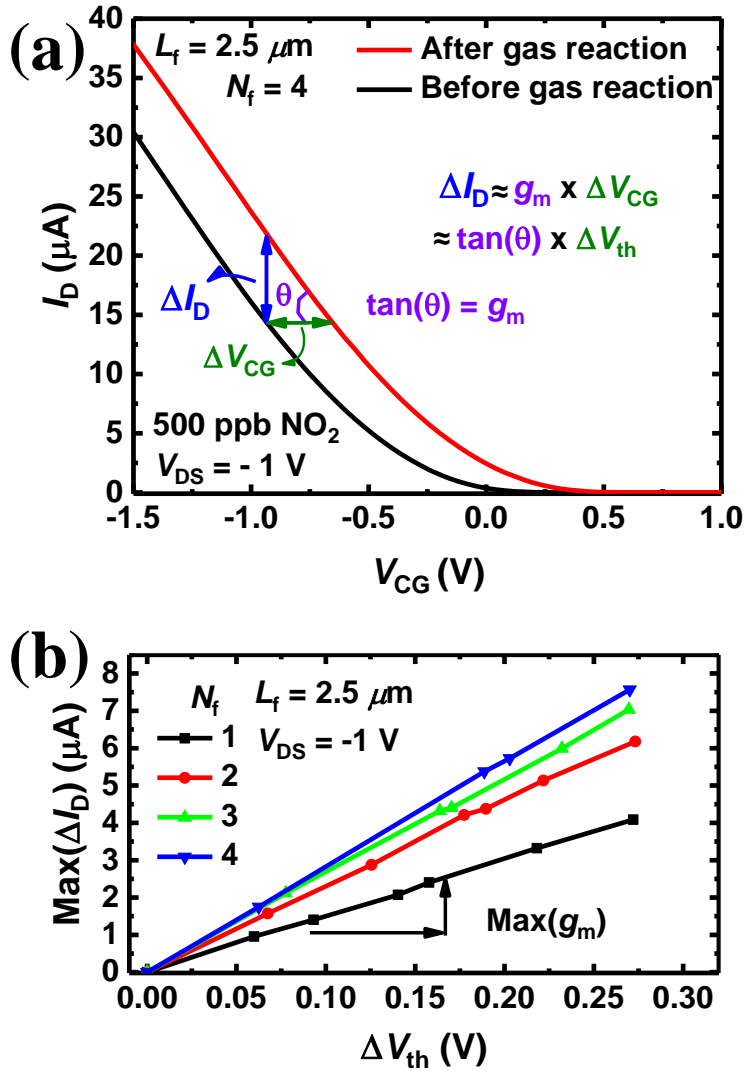 (a)
40
35
30
25
20
15
10
5
0
I_D (μA)
L_f = 2.5 μm
N_f = 4
After gas reaction
Before gas reaction
ΔI_D ≈ g_m x ΔV_CG
≈ tan(θ) x ΔV_th
ΔI_D
θ
tan(θ) = g_m
ΔV_CG
500 ppb NO₂
V_DS = - 1 V
-1.5 -1.0 -0.5 0.0 0.5 1.0
V_CG (V)
(b)
8
7
6
5
4
3
2
1
0
Max(ΔI_D) (μA)
N_f L_f = 2.5 μm
V_DS = -1 V
1
2
3
4
Max(g_m)
0.00 0.05 0.10 0.15 0.20 0.25 0.30
ΔV_th (V)